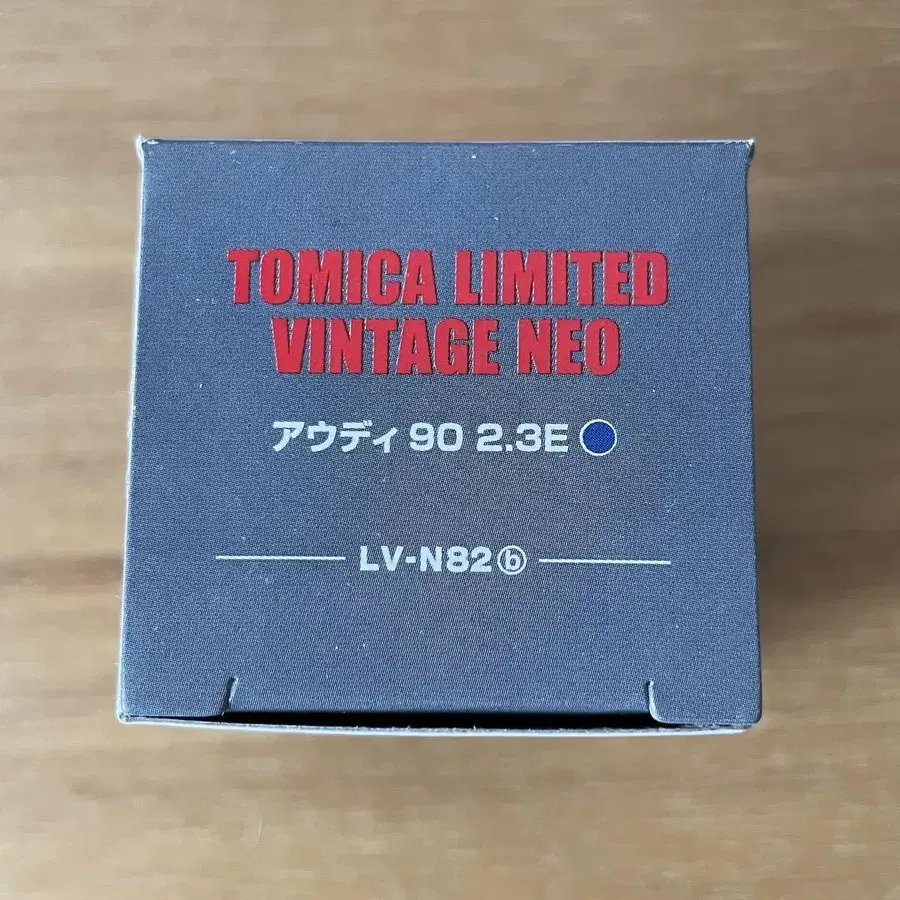 TOMICA LIMITED
VINTAGE NEO
アウディ 90 2.3E
LV-N82ⓑ